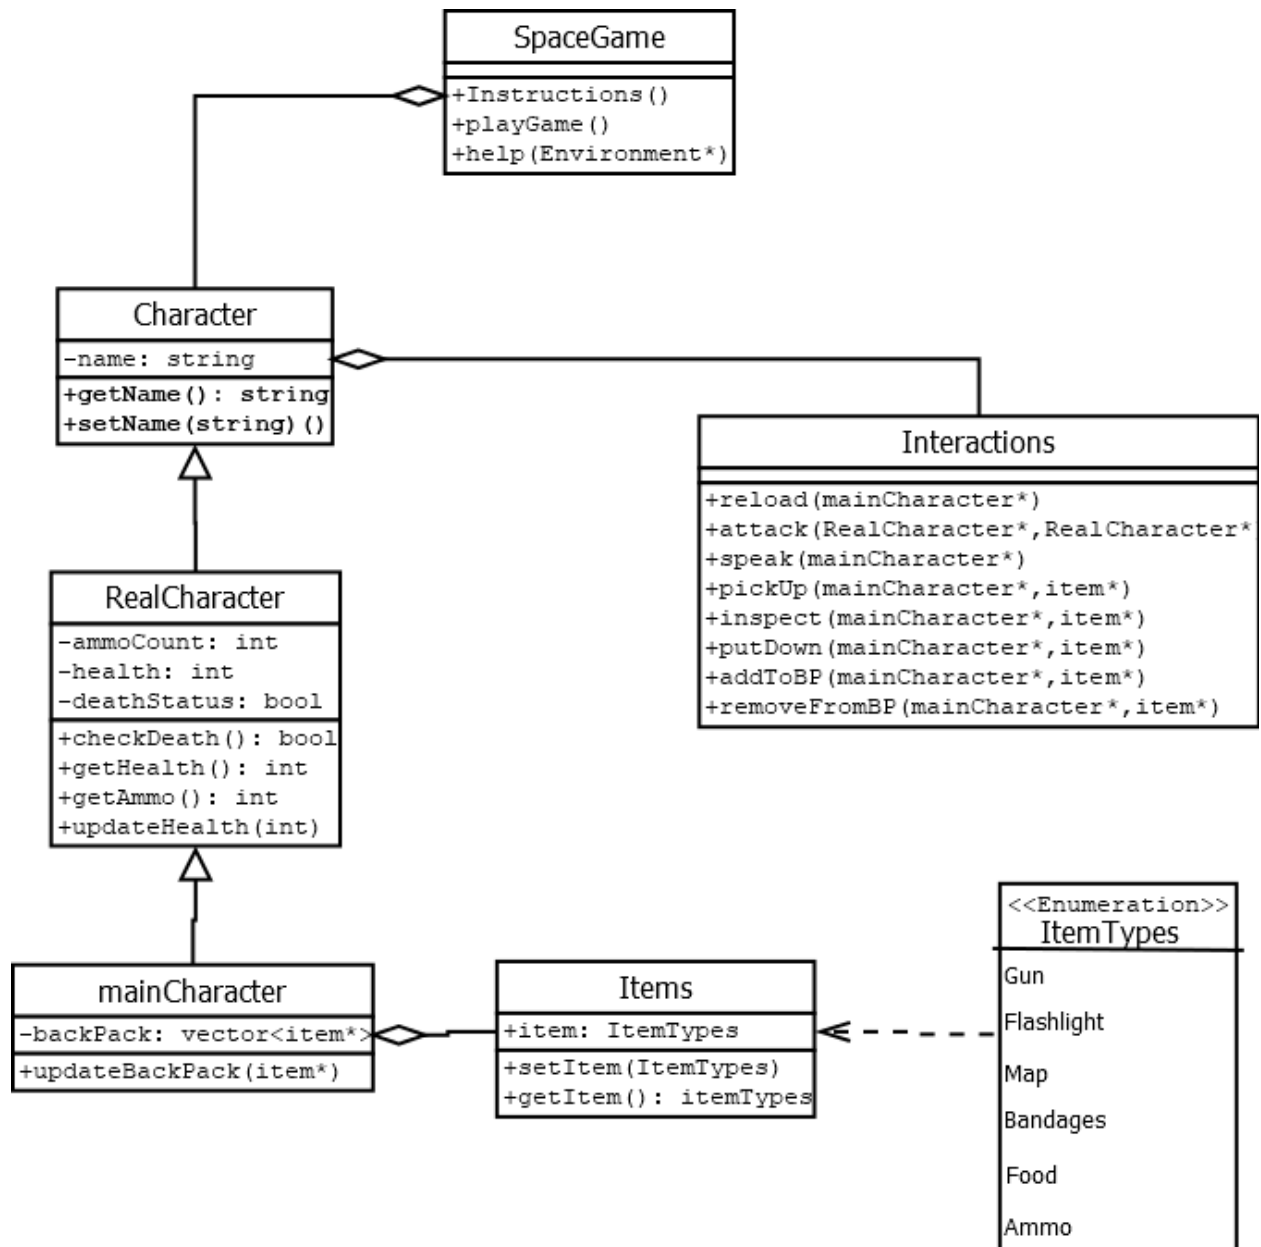 SpaceGame
+Instructions()
+playGame()
+help(Environment*)
Character
-name: string
+getName(): string
+setName(string)()
Interactions
+reload(mainCharacter*)
+attack(RealCharacter*,RealCharacter*
+speak(mainCharacter*)
+pickUp(mainCharacter*,item*)
+inspect(mainCharacter*,item*)
+putDown(mainCharacter*,item*)
+addToBP(mainCharacter*,item*)
+removeFromBP(mainCharacter*,item*)
RealCharacter
-ammoCount: int
-health: int
-deathStatus: bool
+checkDeath(): bool
+getHealth(): int
+getAmmo(): int
+updateHealth(int)
mainCharacter
-backPack: vector<item*>
+updateBackPack(item*)
Items
+item: ItemTypes
+setItem(ItemTypes)
+getItem(): itemTypes
<<Enumeration>>
ItemTypes
Gun
Flashlight
Map
Bandages
Food
Ammo